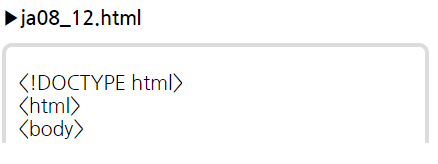 ▶ja08_12.html
<!DOCTYPE html>
<html>
<body>